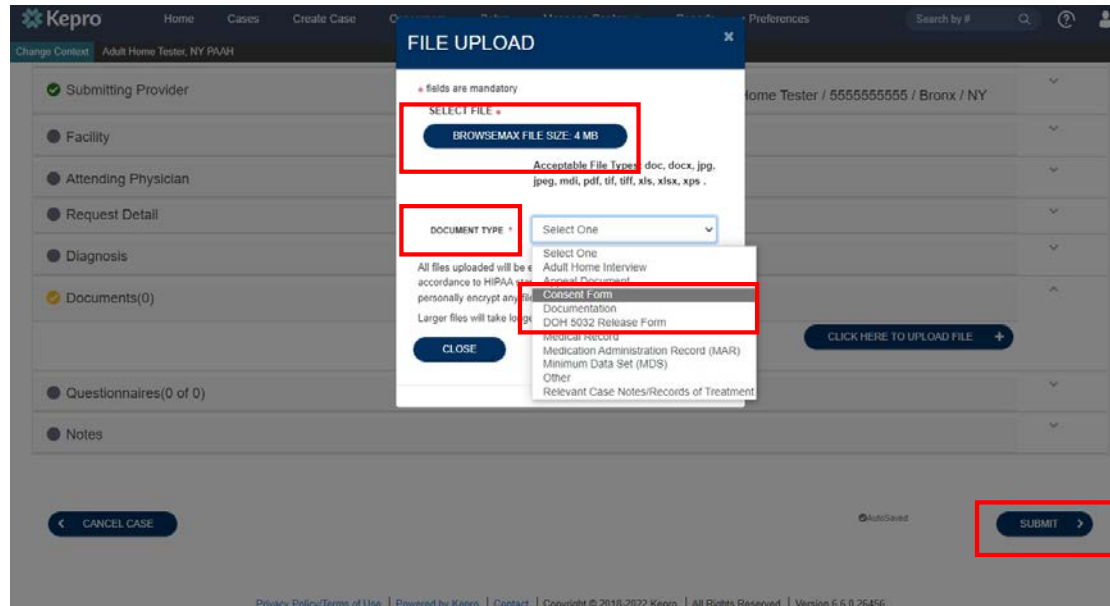 Kepro Home Cases Create Case Preferences Search by #
Change Context Adult Home Tester, NY PAAH
FILE UPLOAD ×
Submitting Provider
Home Tester / 5555555555 / Bronx / NY
Facility
Attending Physician
Request Detail
Diagnosis
Documents(0)
CLICK HERE TO UPLOAD FILE +
Questionnaires(0 of 0)
Notes
* fields are mandatory
SELECT FILE *
BROWSEMAX FILE SIZE: 4 MB
Acceptable File Types: doc, docx, jpg,
jpeg, mdi, pdf, tif, tiff, xls, xlsx, xps .
DOCUMENT TYPE * Select One
Select One
Adult Home Interview
Appeal Document
Consent Form
Documentation
DOH 5032 Release Form
Medical Record
Medication Administration Record (MAR)
Minimum Data Set (MDS)
Other
Relevant Case Notes/Records of Treatment
All files uploaded will be
accordance to HIPAA
personally encrypt any
Larger files will take
CLOSE
CANCEL CASE
AutoSaved
SUBMIT
Privacy Policy/Terms of Use | Powered by Kepro | Contact | Copyright © 2018-2022 Kepro | All Rights Reserved | Version 6.6.0.26456